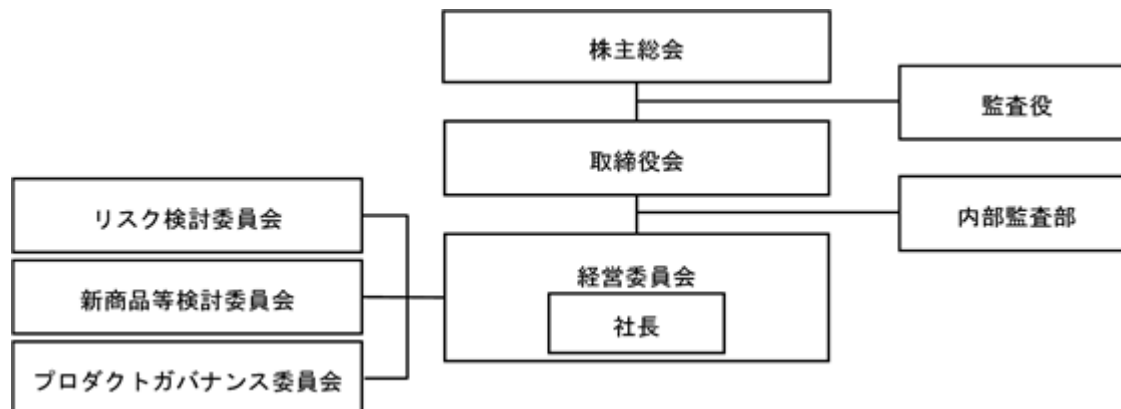 株主総会
監査役
取締役会
リスク検討委員会
内部監査部
新商品等検討委員会
経営委員会
社長
プロダクトガバナンス委員会